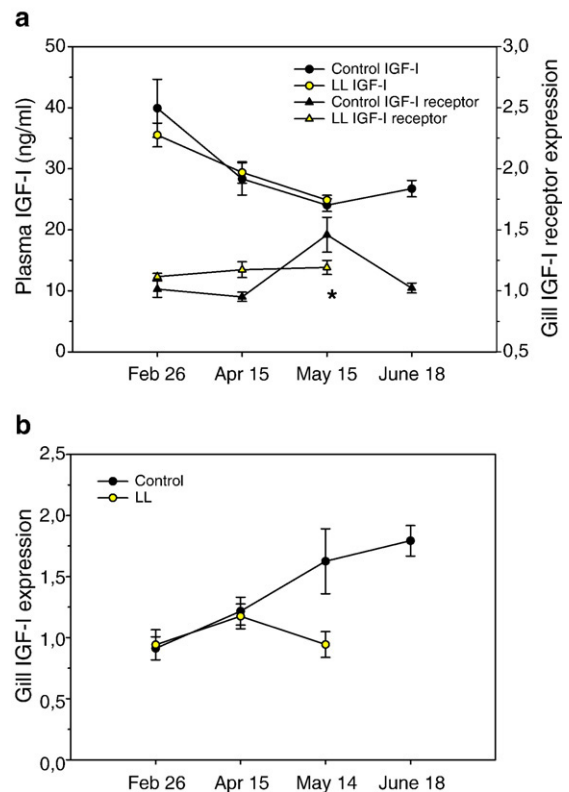 a
50
40
30
20
10
0
Plasma IGF-I (ng/ml)
3,0
2,5
2,0
1,5
1,0
0,5
Gill IGF-I receptor expression
Control IGF-I
LL IGF-I
Control IGF-I receptor
LL IGF-I receptor
*
Feb 26 Apr 15 May 15 June 18
b
2,5
2,0
1,5
1,0
0,5
0,0
Gill IGF-I expression
Control
LL
Feb 26 Apr 15 May 14 June 18